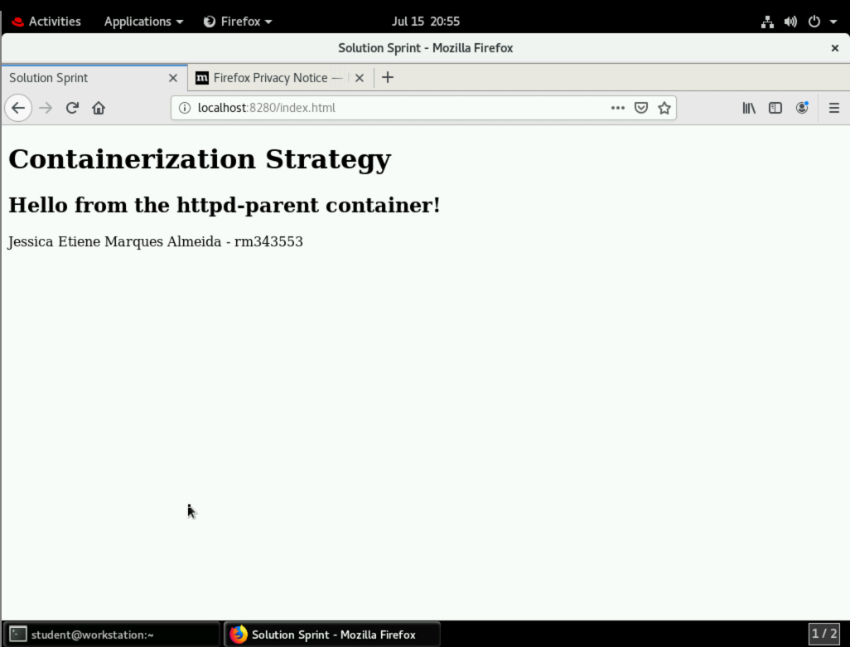 Activities Applications Firefox Jul 15 20:55
Solution Sprint - Mozilla Firefox
Solution Sprint m Firefox Privacy Notice —
localhost:8280/index.html
Containerization Strategy
Hello from the httpd-parent container!
Jessica Etiene Marques Almeida - rm343553
student@workstation:~ Solution Sprint - Mozilla Firefox 1 / 2